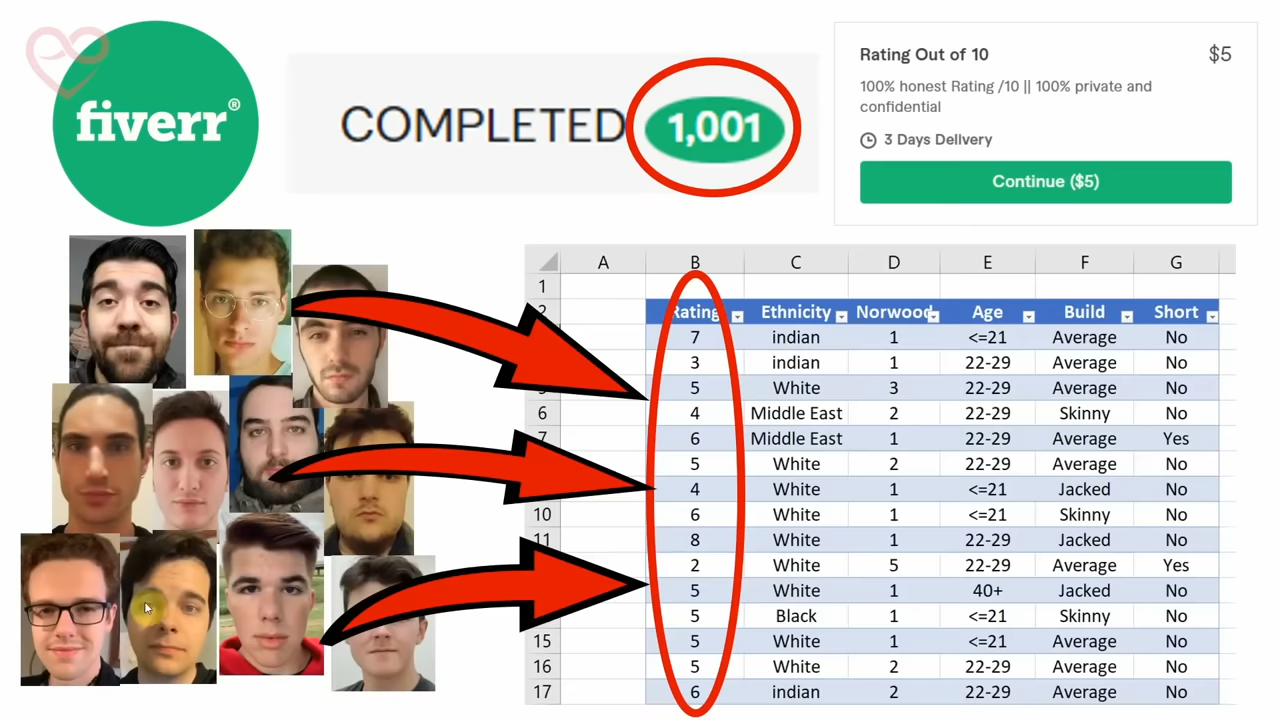 fiverr®
COMPLETED 1,001
Rating Out of 10 $5
100% honest Rating /10 || 100% private and
confidential
3 Days Delivery
Continue ($5)
A B C D E F G
1
2 Rating Ethnicity Norwood Age Build Short
7 indian 1 <=21 Average No
3 indian 1 22-29 Average No
5 White 3 22-29 Average No
6 4 Middle East 2 22-29 Skinny No
7 6 Middle East 1 22-29 Average Yes
5 White 2 22-29 Average No
4 White 1 <=21 Jacked No
10 6 White 1 <=21 Skinny No
11 8 White 1 <=21 Jacked No
2 White 5 22-29 Average Yes
5 White 1 40+ Jacked No
5 Black 1 <=21 Skinny No
15 5 White 1 <=21 Average No
16 5 White 2 22-29 Average No
17 6 indian 2 22-29 Average No